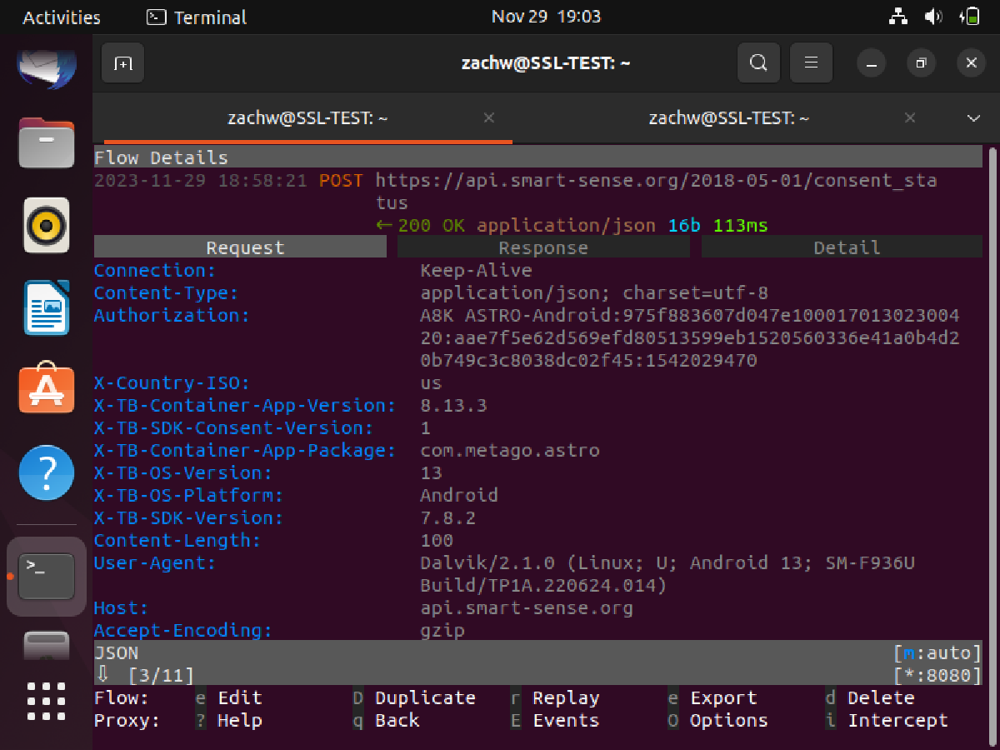 Activities Terminal Nov 29 19:03
zachw@SSL-TEST: ~
zachw@SSL-TEST: ~ × zachw@SSL-TEST: ~ ×
Flow Details
2023-11-29 18:58:21 POST https://api.smart-sense.org/2018-05-01/consent_sta
tus
← 200 OK application/json 16b 113ms
Request Response Detail
Connection: Keep-Alive
Content-Type: application/json; charset=utf-8
Authorization: A8K ASTRO-Android:975f883607d047e100017013023004
20:aae7f5e62d569efd80513599eb1520560336e41a0b4d2
0b749c3c8038dc02f45:1542029470
X-Country-ISO: us
X-TB-Container-App-Version: 8.13.3
X-TB-SDK-Consent-Version: 1
X-TB-Container-App-Package: com.metago.astro
X-TB-OS-Version: 13
X-TB-OS-Platform: Android
X-TB-SDK-Version: 7.8.2
Content-Length: 100
User-Agent: Dalvik/2.1.0 (Linux; U; Android 13; SM-F936U
Build/TP1A.220624.014)
Host: api.smart-sense.org
Accept-Encoding: gzip
JSON [m:auto]
⇩ [3/11] [*:8080]
Flow: e Edit D Duplicate r Replay e Export d Delete
Proxy: ? Help q Back E Events O Options i Intercept